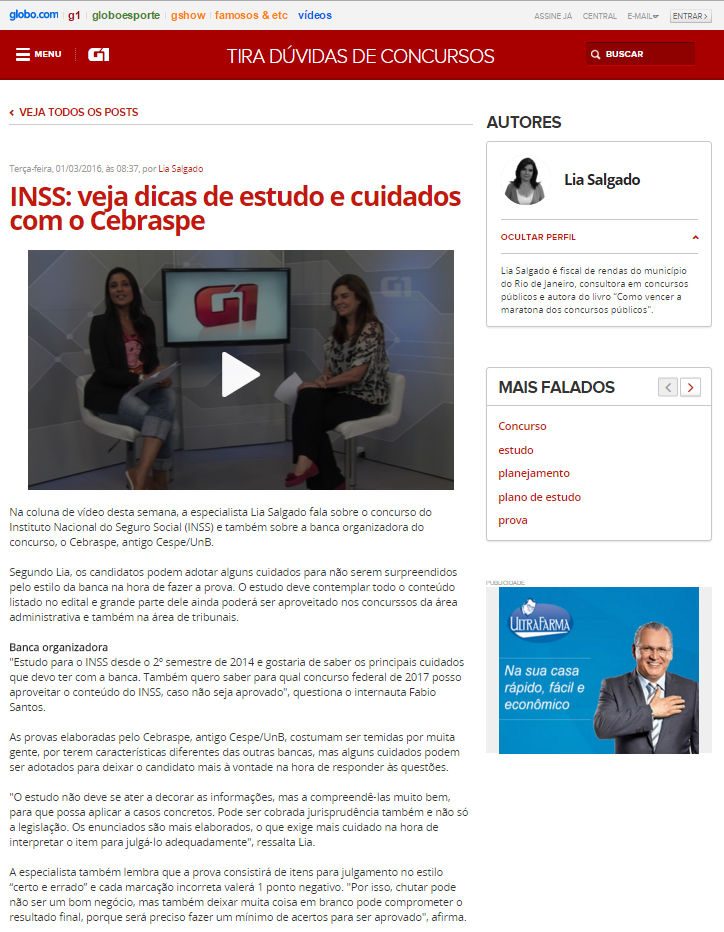 globo.com g1 globoesporte gshow famosos & etc vídeos
ASSINE JÁ CENTRAL E-MAIL ENTRAR ›
MENU G1 TIRA DÚVIDAS DE CONCURSOS BUSCAR
‹ VEJA TODOS OS POSTS
Terça-feira, 01/03/2016, às 08:37, por Lia Salgado
INSS: veja dicas de estudo e cuidados
com o Cebraspe
G1
G1
Na coluna de vídeo desta semana, a especialista Lia Salgado fala sobre o concurso do
Instituto Nacional do Seguro Social (INSS) e também sobre a banca organizadora do
concurso, o Cebraspe, antigo Cespe/UnB.
Segundo Lia, os candidatos podem adotar alguns cuidados para não serem surpreendidos
pelo estilo da banca na hora de fazer a prova. O estudo deve contemplar todo o conteúdo
listado no edital e grande parte dele ainda poderá ser aproveitado nos concurssos da área
administrativa e também na área de tribunais.
Banca organizadora
"Estudo para o INSS desde o 2º semestre de 2014 e gostaria de saber os principais cuidados
que devo ter com a banca. Também quero saber para qual concurso federal de 2017 posso
aproveitar o conteúdo do INSS, caso não seja aprovado", questiona o internauta Fabio
Santos.
As provas elaboradas pelo Cebraspe, antigo Cespe/UnB, costumam ser temidas por muita
gente, por terem características diferentes das outras bancas, mas alguns cuidados podem
ser adotados para deixar o candidato mais à vontade na hora de responder às questões.
"O estudo não deve se ater a decorar as informações, mas a compreendê-las muito bem,
para que possa aplicar a casos concretos. Pode ser cobrada jurisprudência também e não só
a legislação. Os enunciados são mais elaborados, o que exige mais cuidado na hora de
interpretar o item para julgá-lo adequadamente", ressalta Lia.
A especialista também lembra que a prova consistirá de itens para julgamento no estilo
“certo e errado” e cada marcação incorreta valerá 1 ponto negativo. "Por isso, chutar pode
não ser um bom negócio, mas também deixar muita coisa em branco pode comprometer o
resultado final, porque será preciso fazer um mínimo de acertos para ser aprovado", afirma.
AUTORES
Lia Salgado
OCULTAR PERFIL
Lia Salgado é fiscal de rendas do município
do Rio de Janeiro, consultora em concursos
públicos e autora do livro “Como vencer a
maratona dos concursos públicos”.
MAIS FALADOS
Concurso
estudo
planejamento
plano de estudo
prova
PUBLICIDADE
ULTRAFARMA
Na sua casa
rápido, fácil e
econômico